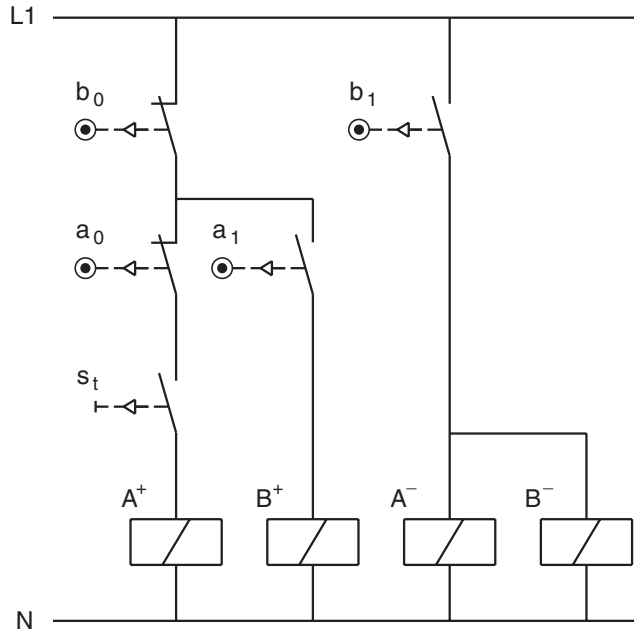 L1
b₀ b₁
a₀ a₁
sₜ
A⁺ B⁺ A⁻ B⁻
N